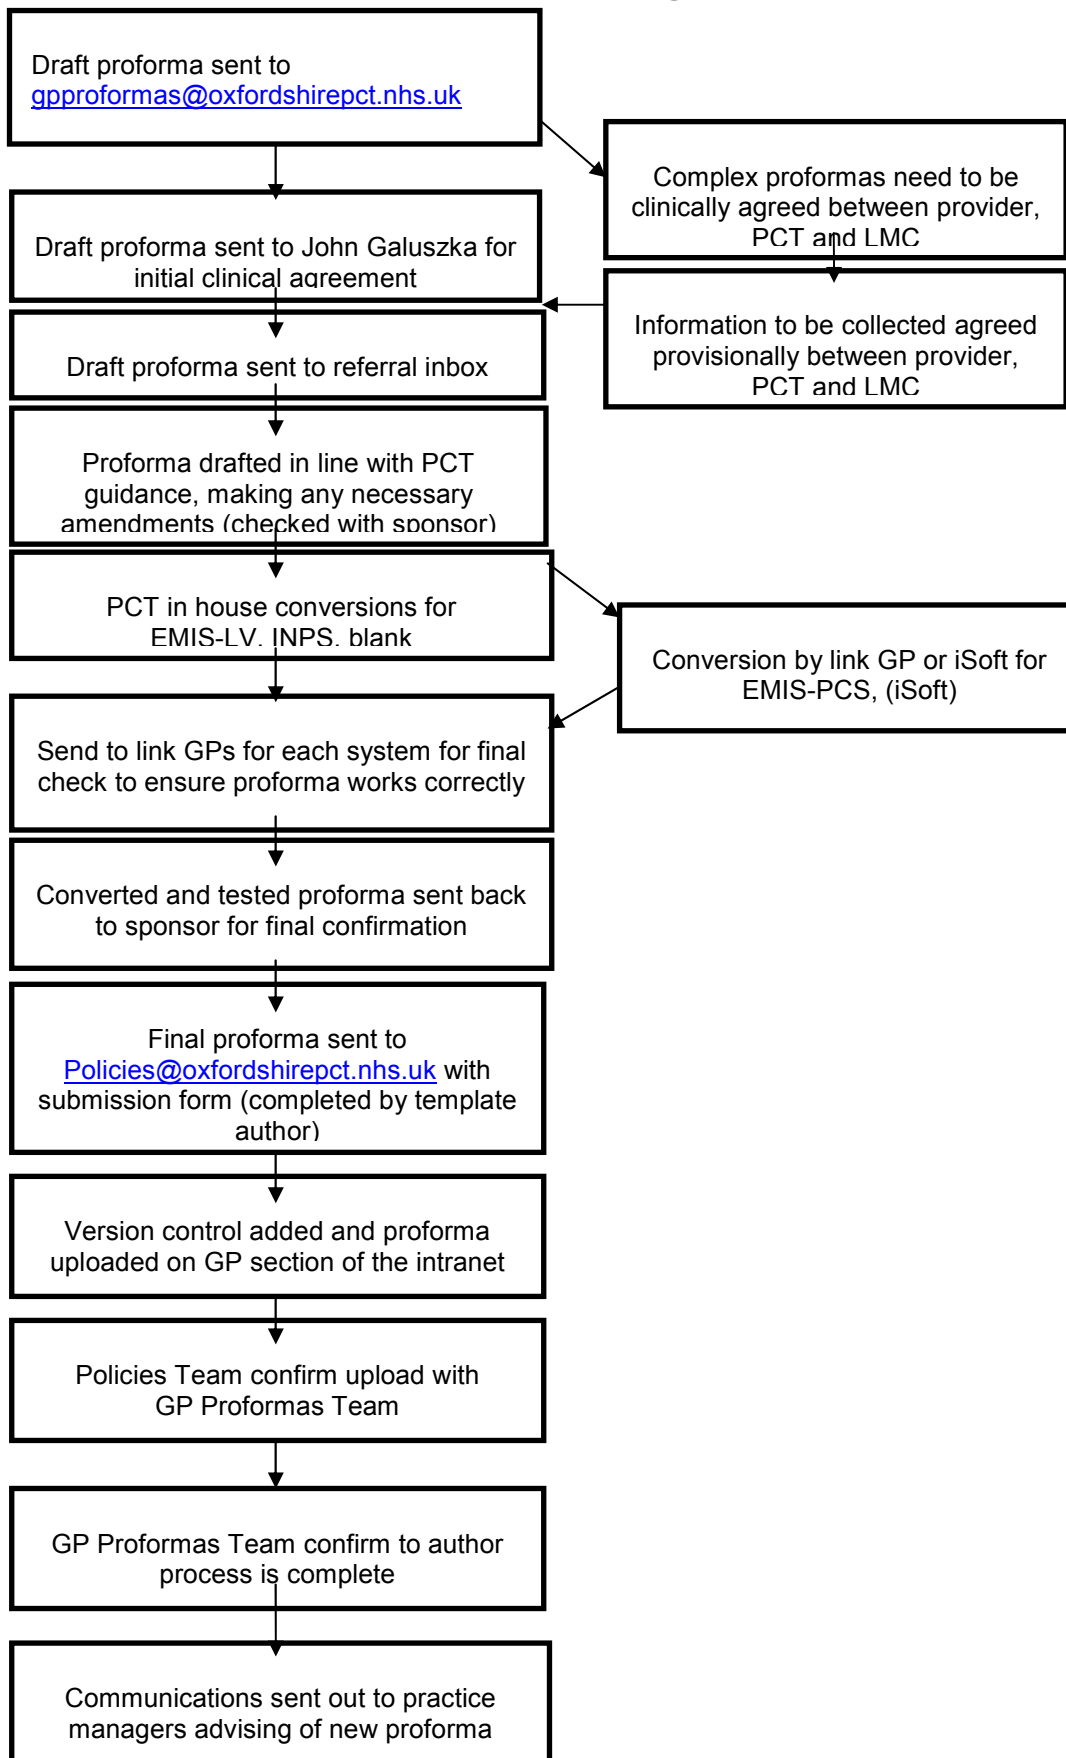 Draft proforma sent to
gpproformas@oxfordshirepct.nhs.uk
Complex proformas need to be
clinically agreed between provider,
PCT and LMC
Draft proforma sent to John Galuszka for
initial clinical agreement
Information to be collected agreed
provisionally between provider,
PCT and LMC
Draft proforma sent to referral inbox
Proforma drafted in line with PCT
guidance, making any necessary
amendments (checked with sponsor)
PCT in house conversions for
EMIS-LV, INPS, blank
Conversion by link GP or iSoft for
EMIS-PCS, (iSoft)
Send to link GPs for each system for final
check to ensure proforma works correctly
Converted and tested proforma sent back
to sponsor for final confirmation
Final proforma sent to
Policies@oxfordshirepct.nhs.uk with
submission form (completed by template
author)
Version control added and proforma
uploaded on GP section of the intranet
Policies Team confirm upload with
GP Proformas Team
GP Proformas Team confirm to author
process is complete
Communications sent out to practice
managers advising of new proforma